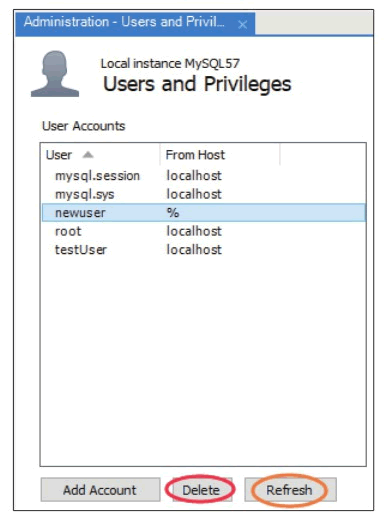 Administration - Users and Privil... ×
Local instance MySQL57
Users and Privileges
User Accounts
User From Host
mysql.session localhost
mysql.sys localhost
newuser %
root localhost
testUser localhost
Add Account Delete Refresh